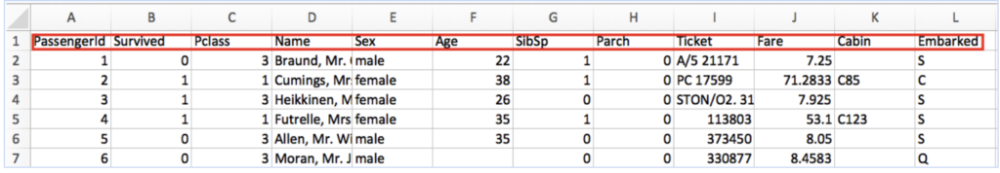 A B C D E F G H I J K L
1 PassengerId Survived Pclass Name Sex Age SibSp Parch Ticket Fare Cabin Embarked
2 1 0 3 Braund, Mr. male 22 1 0 A/5 21171 7.25 S
3 2 1 1 Cumings, Mr female 38 1 0 PC 17599 71.2833 C85 C
4 3 1 3 Heikkinen, M female 26 0 0 STON/O2. 31 7.925 S
5 4 1 1 Futrelle, Mrs female 35 1 0 113803 53.1 C123 S
6 5 0 3 Allen, Mr. Wi male 35 0 0 373450 8.05 S
7 6 0 3 Moran, Mr. J male 0 0 330877 8.4583 Q